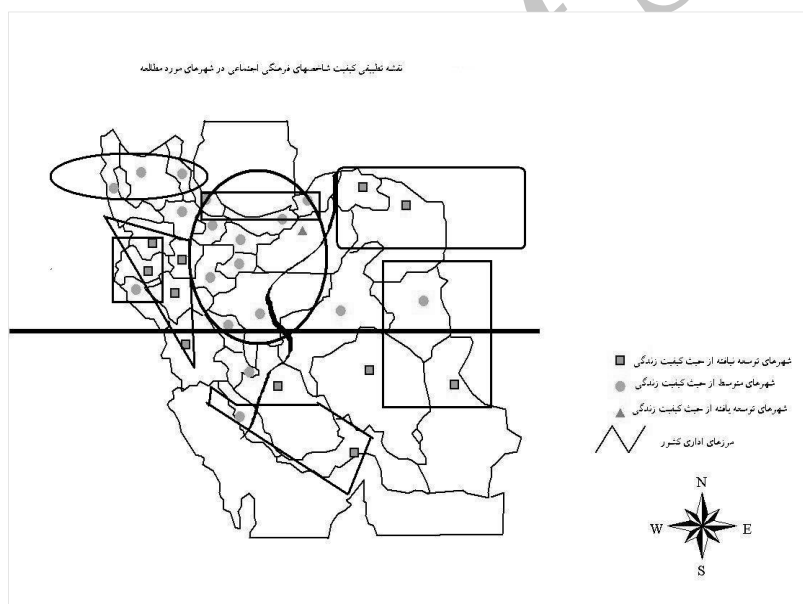 نقشه تطبیقی کیفیت شاخصهای فرهنگی اجتماعی در شهرهای مورد مطالعه
شهرهای توسعه نیافته از حیث کیفیت زندگی
شهرهای متوسط از حیث کیفیت زندگی
شهرهای توسعه یافته از حیث کیفیت زندگی
مرزهای اداری کشور
N
W E
S